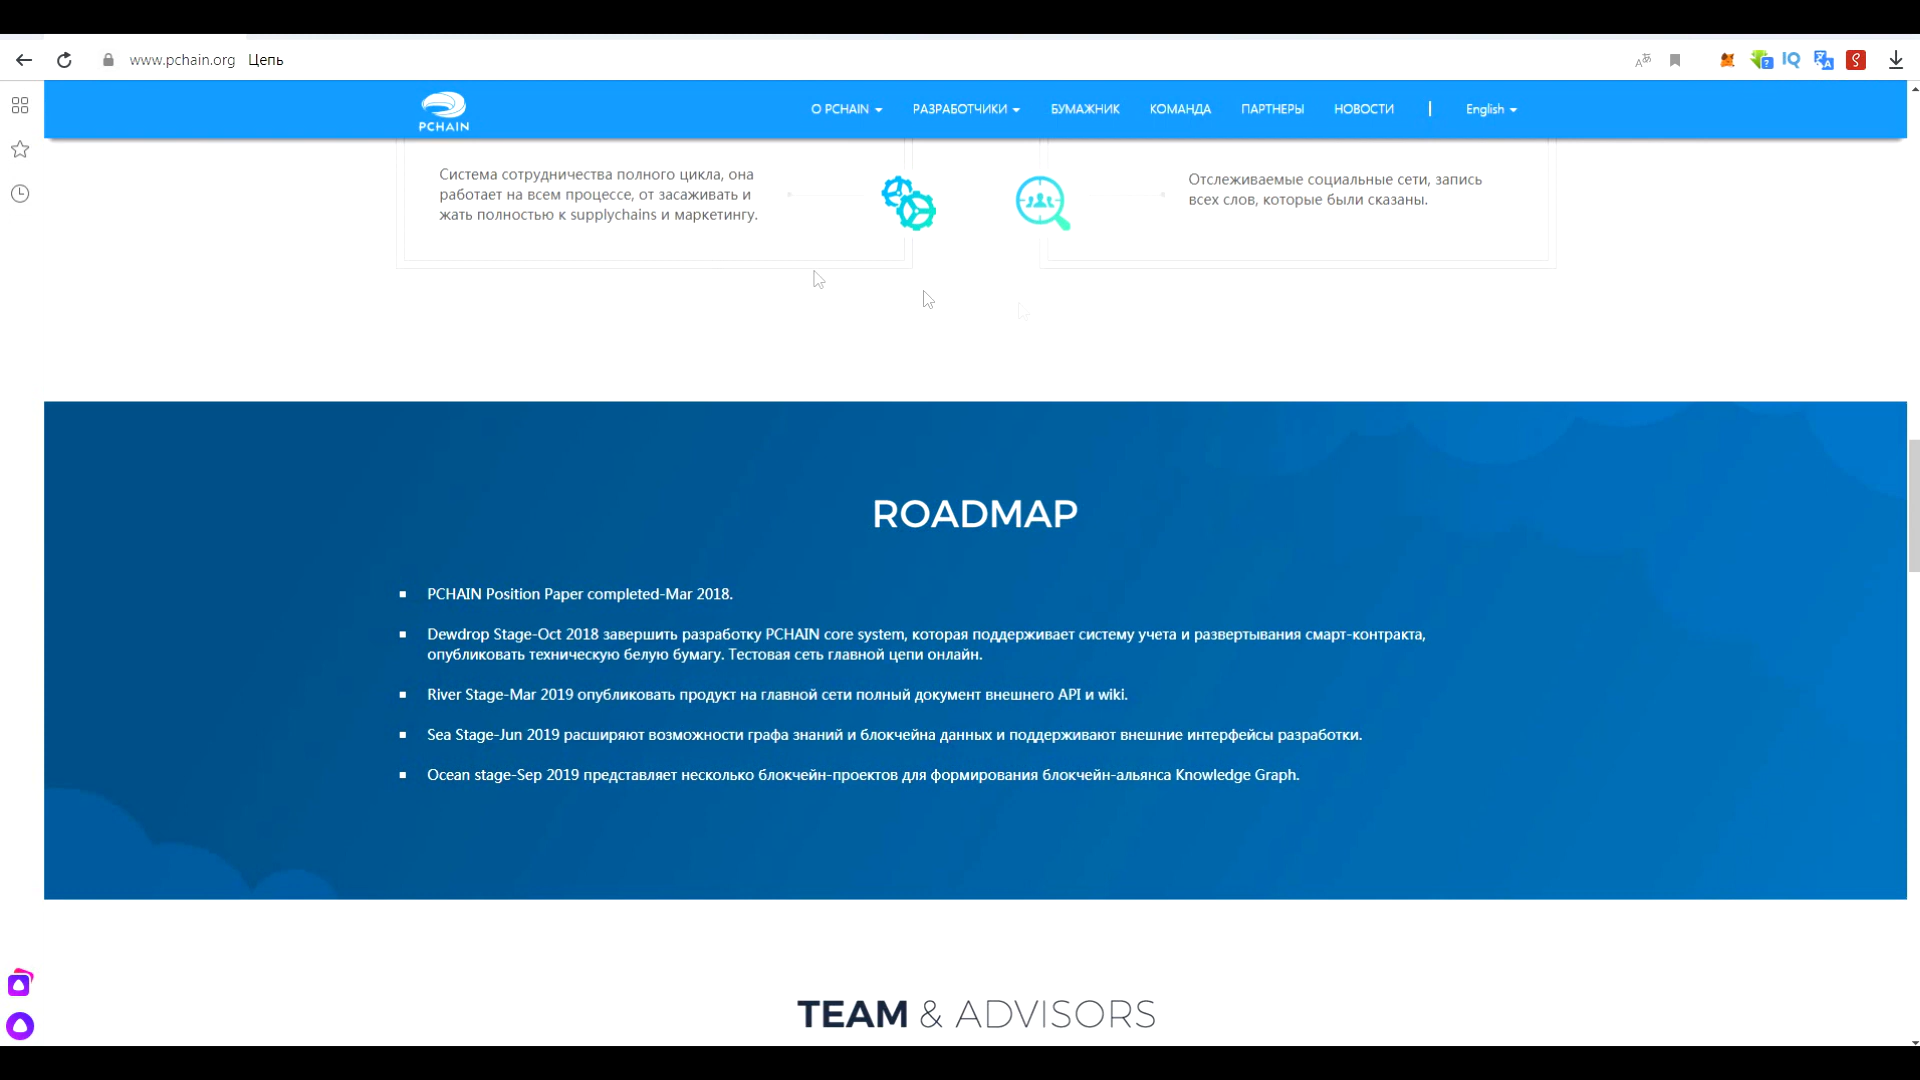 www.pchain.org Цепь
IQ
PCHAIN
О PCHAIN
РАЗРАБОТЧИКИ
БУМАЖНИК
КОМАНДА
ПАРТНЕРЫ
НОВОСТИ
English
Система сотрудничества полного цикла, она
работает на всем процессе, от засаживать и
жать полностью к supplychains и маркетингу.
Отслеживаемые социальные сети, запись
всех слов, которые были сказаны.
ROADMAP
PCHAIN Position Paper completed-Mar 2018.
Dewdrop Stage-Oct 2018 завершить разработку PCHAIN core system, которая поддерживает систему учета и развертывания смарт-контракта,
опубликовать техническую белую бумагу. Тестовая сеть главной цепи онлайн.
River Stage-Mar 2019 опубликовать продукт на главной сети полный документ внешнего API и wiki.
Sea Stage-Jun 2019 расширяют возможности графа знаний и блокчейна данных и поддерживают внешние интерфейсы разработки.
Ocean stage-Sep 2019 представляет несколько блокчейн-проектов для формирования блокчейн-альянса Knowledge Graph.
TEAM & ADVISORS